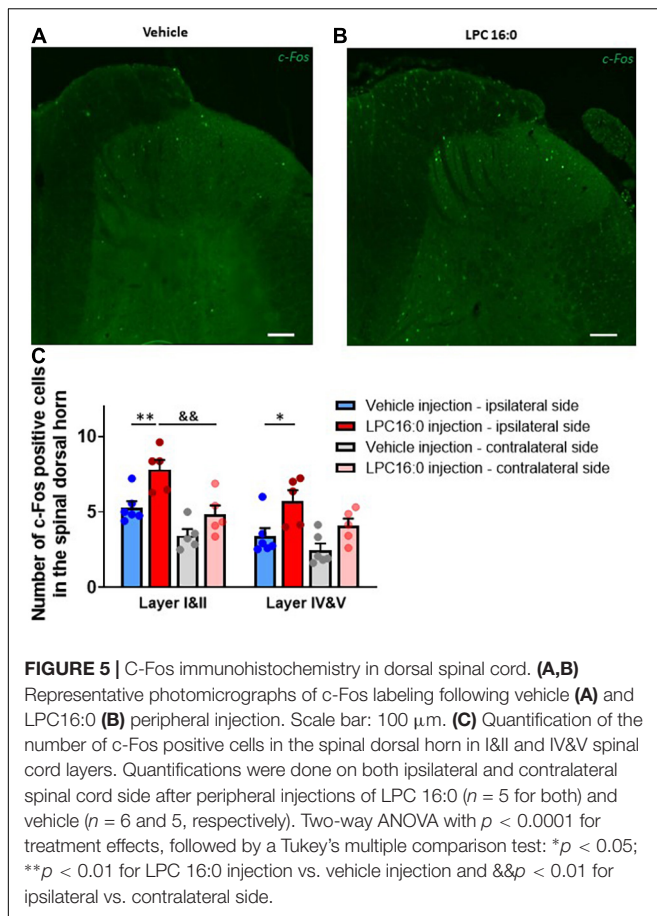 A
Vehicle
B
LPC 16:0
c-Fos
c-Fos
C
Number of c-Fos positive cells
in the spinal dorsal horn
10
5
0
**
&&
*
Layer I&II
Layer IV&V
Vehicle injection - ipsilateral side
LPC16:0 injection - ipsilateral side
Vehicle injection - contralateral side
LPC16:0 injection - contralateral side
FIGURE 5 | C-Fos immunohistochemistry in dorsal spinal cord. (A,B)
Representative photomicrographs of c-Fos labeling following vehicle (A) and
LPC16:0 (B) peripheral injection. Scale bar: 100 μm. (C) Quantification of the
number of c-Fos positive cells in the spinal dorsal horn in I&II and IV&V spinal
cord layers. Quantifications were done on both ipsilateral and contralateral
spinal cord side after peripheral injections of LPC 16:0 (n = 5 for both) and
vehicle (n = 6 and 5, respectively). Two-way ANOVA with p < 0.0001 for
treatment effects, followed by a Tukey's multiple comparison test: *p < 0.05;
**p < 0.01 for LPC 16:0 injection vs. vehicle injection and &&p < 0.01 for
ipsilateral vs. contralateral side.